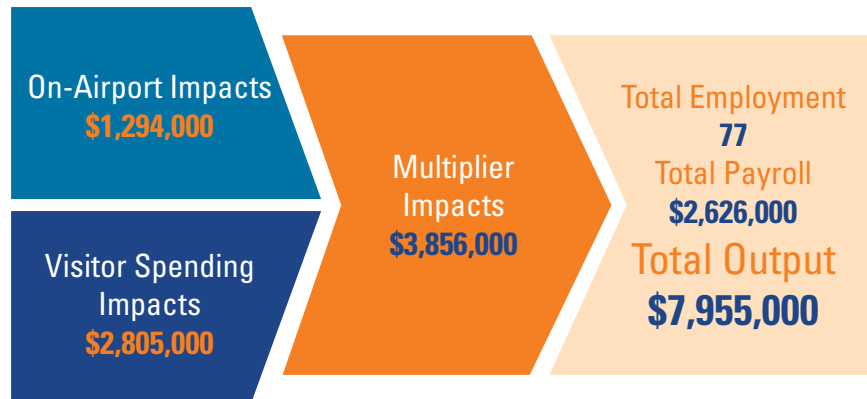 On-Airport Impacts
$1,294,000
Visitor Spending
Impacts
$2,805,000
Multiplier
Impacts
$3,856,000
Total Employment
77
Total Payroll
$2,626,000
Total Output
$7,955,000